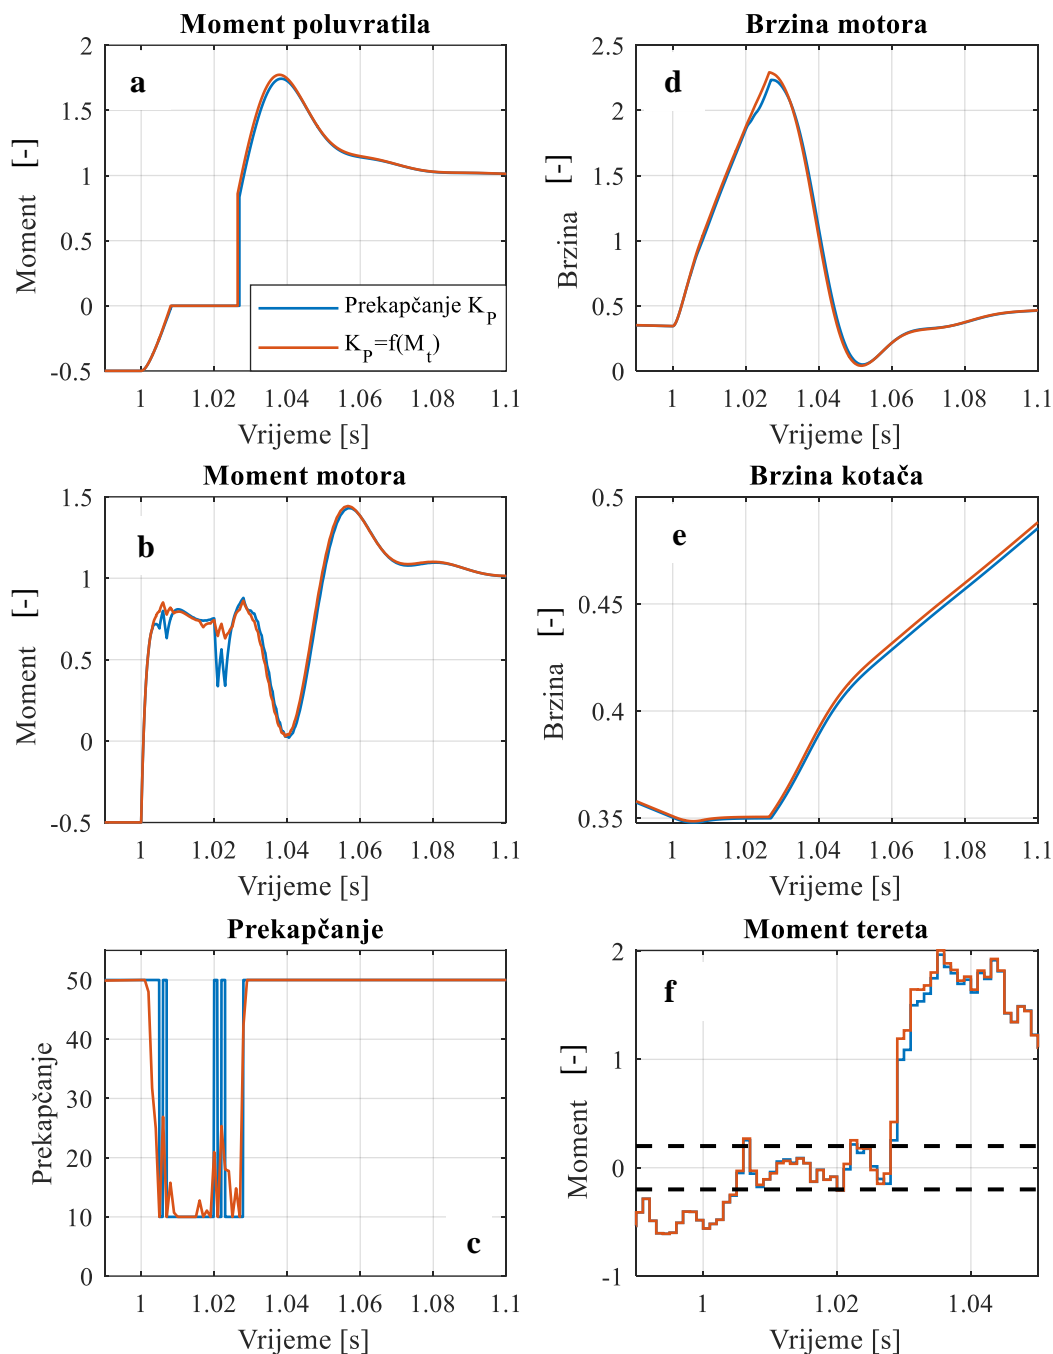 Moment poluvratila
a
2
1.5
1
0.5
0
-0.5
Moment [-]
Prekapčanje K_P
K_P=f(M_t)
1 1.02 1.04 1.06 1.08 1.1
Vrijeme [s]
Brzina motora
d
2.5
2
1.5
1
0.5
0
Brzina [-]
1 1.02 1.04 1.06 1.08 1.1
Vrijeme [s]
Moment motora
b
1.5
1
0.5
0
-0.5
Moment [-]
1 1.02 1.04 1.06 1.08 1.1
Vrijeme [s]
Brzina kotača
e
0.5
0.45
0.4
0.35
Brzina [-]
1 1.02 1.04 1.06 1.08 1.1
Vrijeme [s]
Prekapčanje
50
40
30
20
10
0
Prekapčanje
c
1 1.02 1.04 1.06 1.08 1.1
Vrijeme [s]
Moment tereta
f
2
1
0
-1
Moment [-]
1 1.02 1.04
Vrijeme [s]